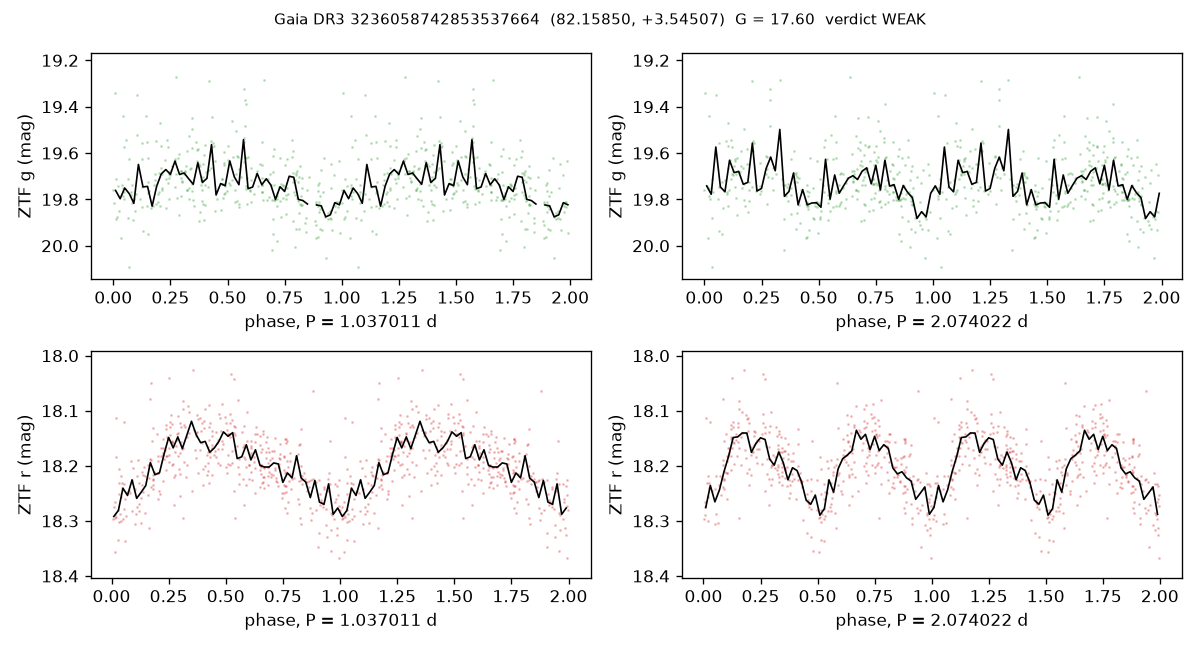 Gaia DR3 3236058742853537664 (82.15850, +3.54507) G = 17.60 verdict WEAK
ZTF g (mag)
19.2
19.4
19.6
19.8
20.0
0.00 0.25 0.50 0.75 1.00 1.25 1.50 1.75 2.00
phase, P = 1.037011 d
ZTF g (mag)
19.2
19.4
19.6
19.8
20.0
0.00 0.25 0.50 0.75 1.00 1.25 1.50 1.75 2.00
phase, P = 2.074022 d
ZTF r (mag)
18.0
18.1
18.2
18.3
18.4
0.00 0.25 0.50 0.75 1.00 1.25 1.50 1.75 2.00
phase, P = 1.037011 d
ZTF r (mag)
18.0
18.1
18.2
18.3
18.4
0.00 0.25 0.50 0.75 1.00 1.25 1.50 1.75 2.00
phase, P = 2.074022 d